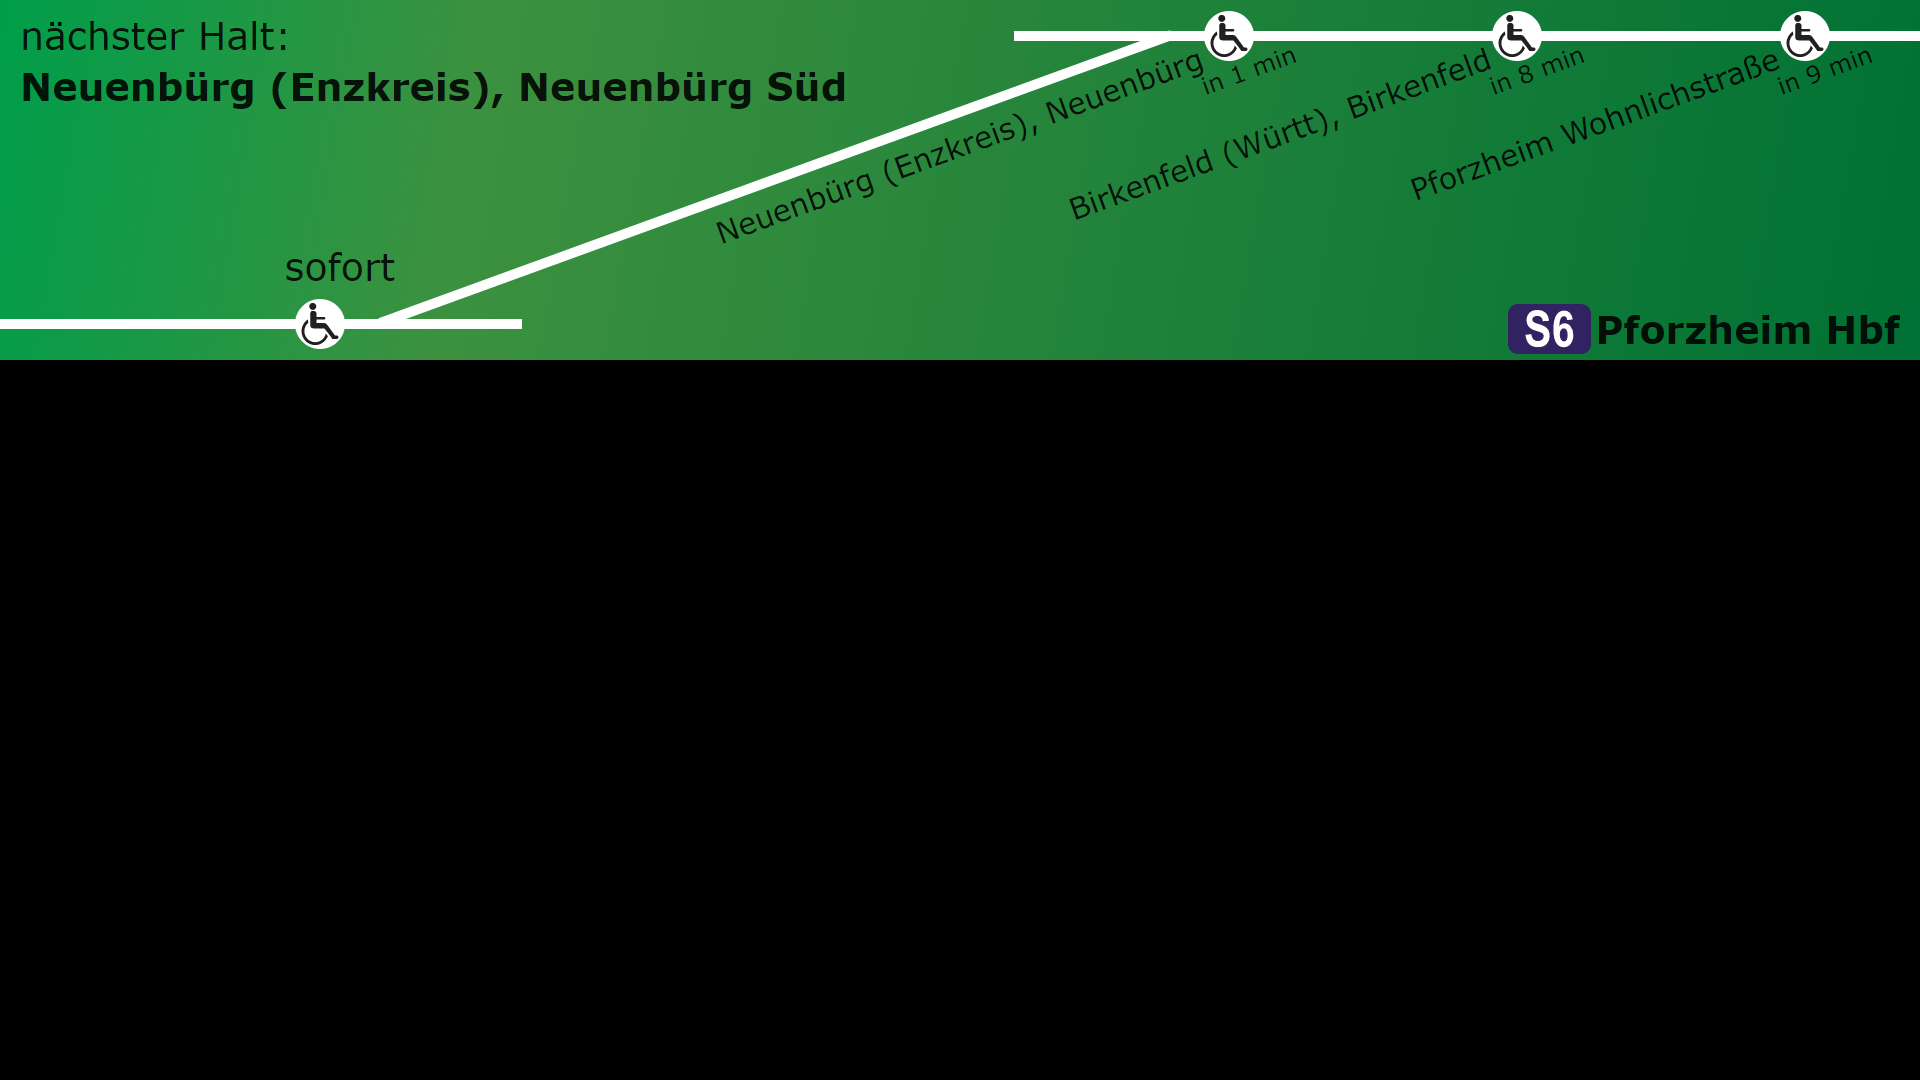 nächster Halt:
Neuenbürg (Enzkreis), Neuenbürg Süd
sofort
Neuenbürg (Enzkreis), Neuenbürg
in 1 min
Birkenfeld (Württ), Birkenfeld
in 8 min
Pforzheim Wohnlichstraße
in 9 min
S6 Pforzheim Hbf